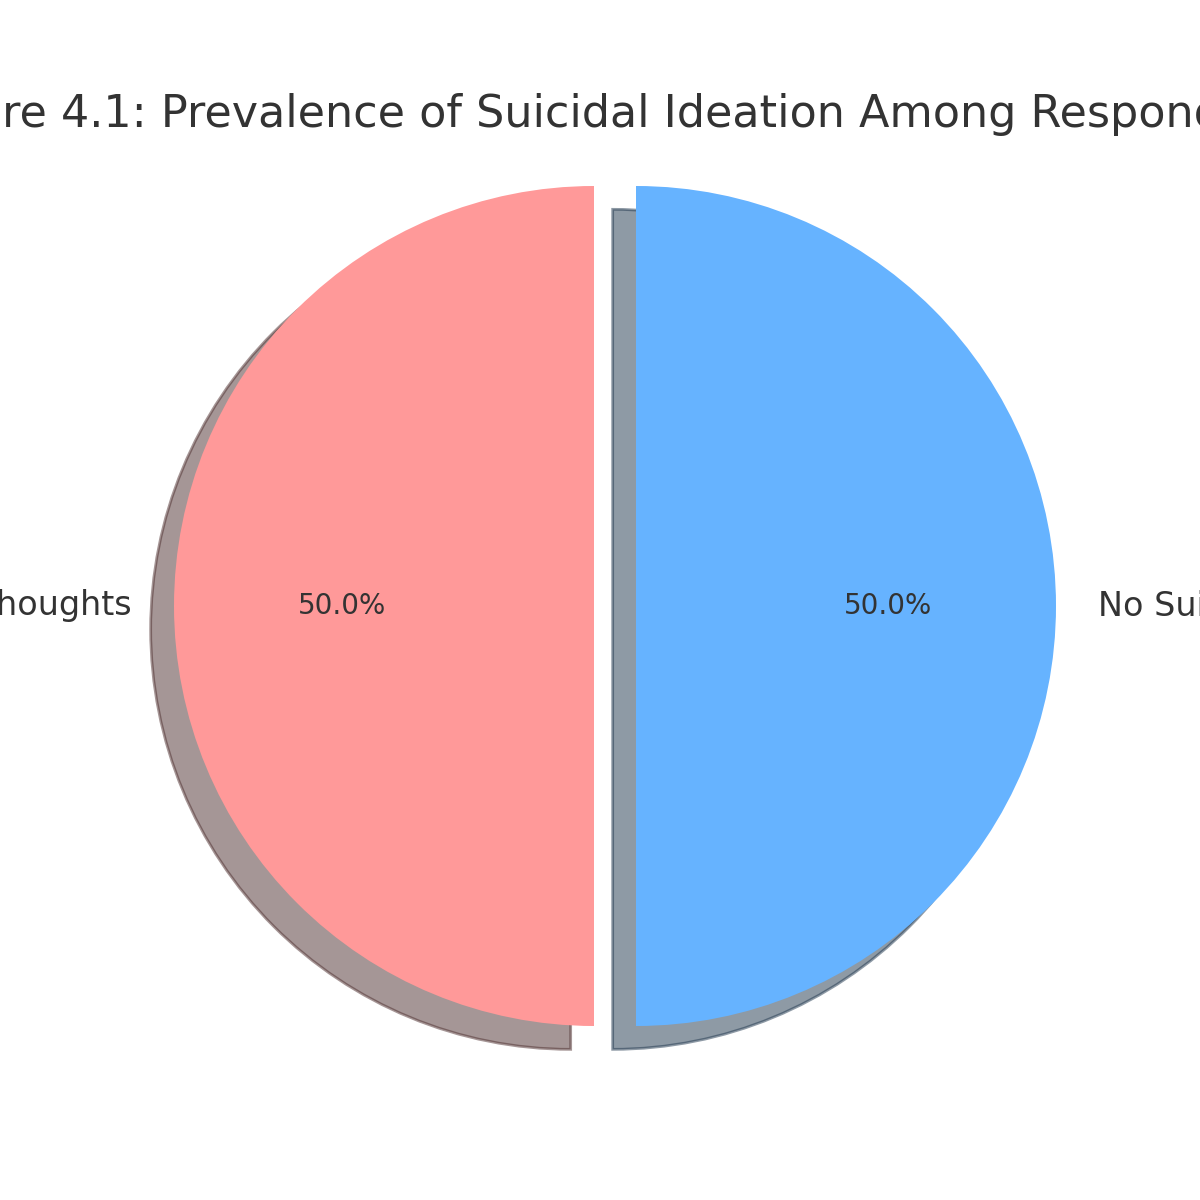 re 4.1: Prevalence of Suicidal Ideation Among Respon
houghts
50.0%
50.0%
No Sui